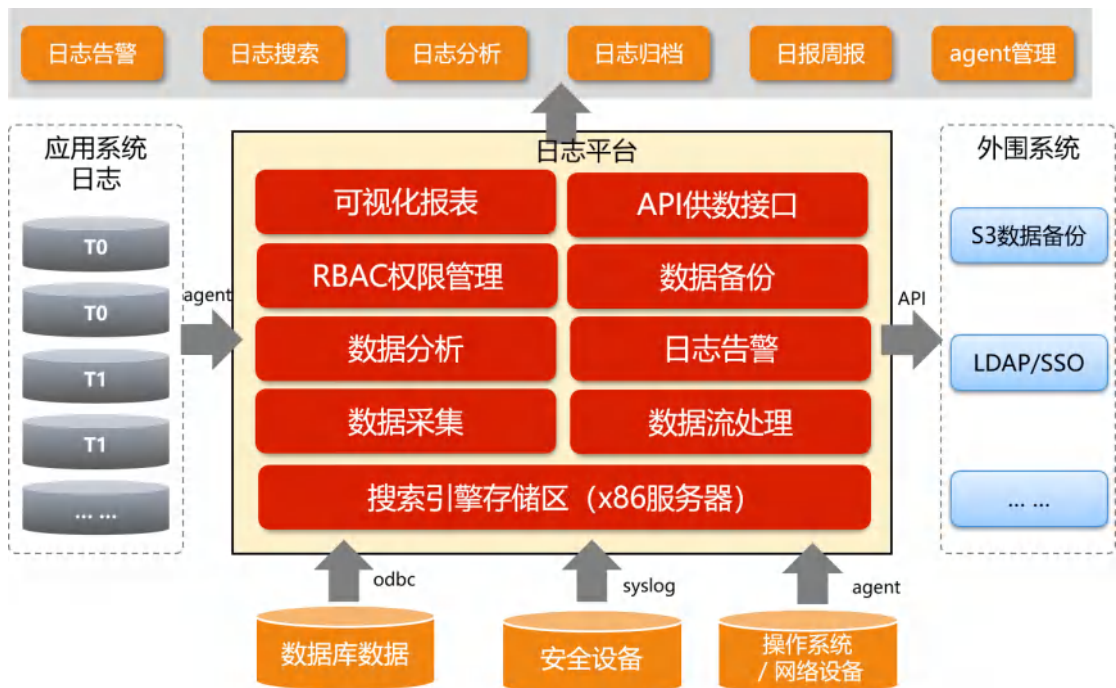 日志告警
日志搜索
日志分析
日志归档
日报周报
agent管理
应用系统
日志
T0
T0
T1
T1
... ...
agent
日志平台
可视化报表
API供数接口
RBAC权限管理
数据备份
数据分析
日志告警
数据采集
数据流处理
搜索引擎存储区（x86服务器）
API
外围系统
S3数据备份
LDAP/SSO
... ...
odbc
syslog
agent
数据库数据
安全设备
操作系统
/ 网络设备